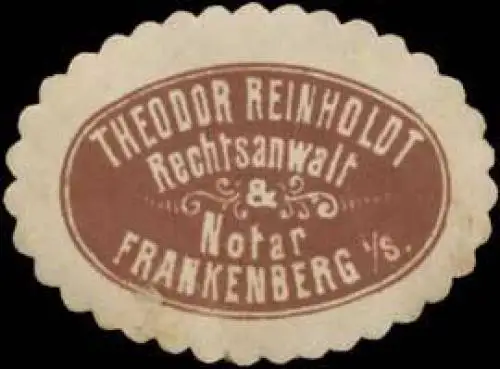 THEODOR REINHOLDT
Rechtsanwalt
&
Notar
FRANKENBERG i/S.